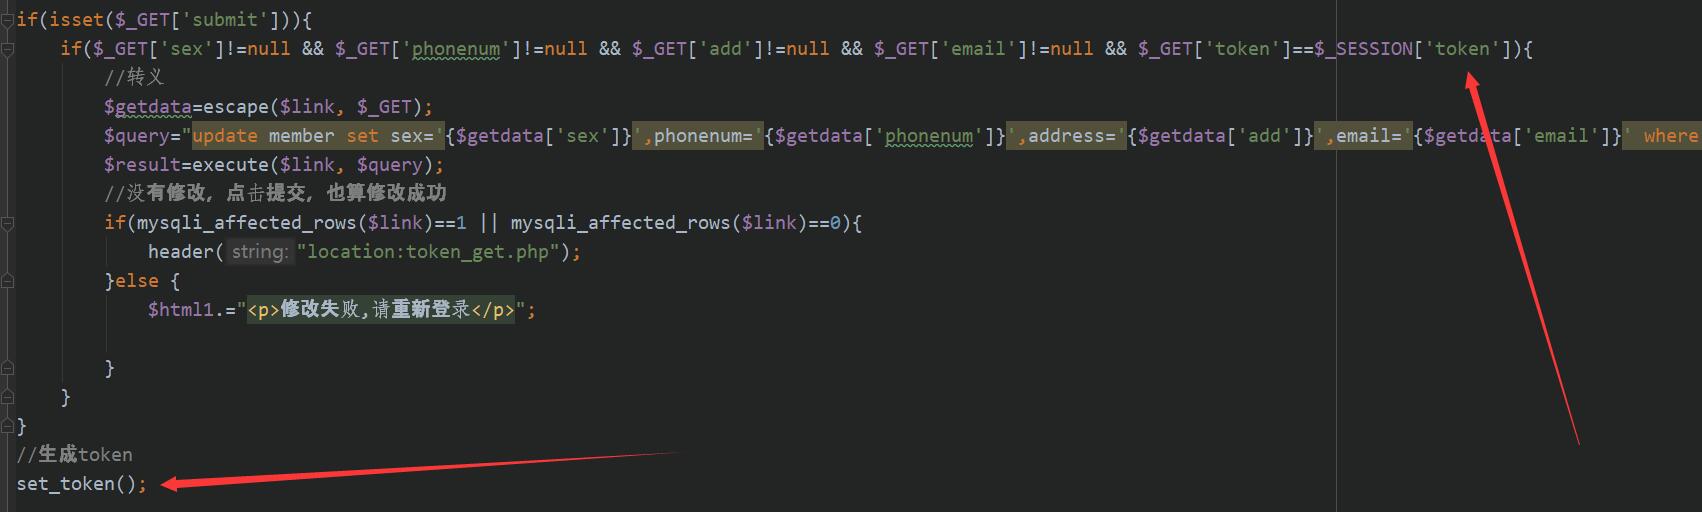 if(isset($_GET['submit'])){
    if($_GET['sex']!=null && $_GET['phonenum']!=null && $_GET['add']!=null && $_GET['email']!=null && $_GET['token']==$_SESSION['token']){
        //转义
        $getdata=escape($link, $_GET);
        $query="update member set sex='{$getdata['sex']}',phonenum='{$getdata['phonenum']}',address='{$getdata['add']}',email='{$getdata['email']}' where
        $result=execute($link, $query);
        //没有修改，点击提交，也算修改成功
        if(mysqli_affected_rows($link)==1 || mysqli_affected_rows($link)==0){
            header( string: "location:token_get.php");
        }else {
            $html1.="<p>修改失败,请重新登录</p>";
        }
    }
}
//生成token
set_token();